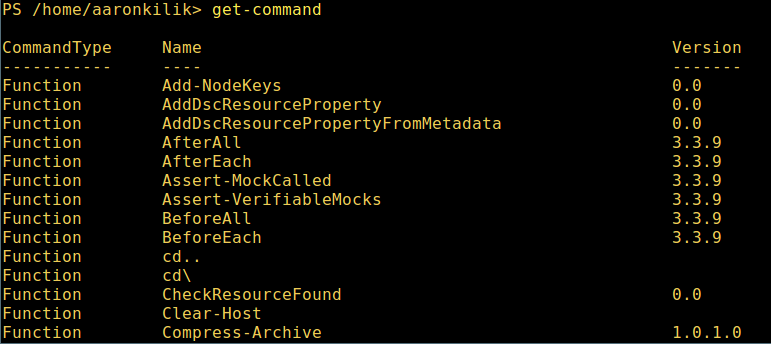 PS /home/aaronkilik> get-command
CommandType     Name                                               Version
-----------     ----                                               -------
Function        Add-NodeKeys                                       0.0
Function        AddDscResourceProperty                             0.0
Function        AddDscResourcePropertyFromMetadata                 0.0
Function        AfterAll                                           3.3.9
Function        AfterEach                                          3.3.9
Function        Assert-MockCalled                                  3.3.9
Function        Assert-VerifiableMocks                             3.3.9
Function        BeforeAll                                          3.3.9
Function        BeforeEach                                         3.3.9
Function        cd..
Function        cd\
Function        CheckResourceFound                                 0.0
Function        Clear-Host
Function        Compress-Archive                                   1.0.1.0